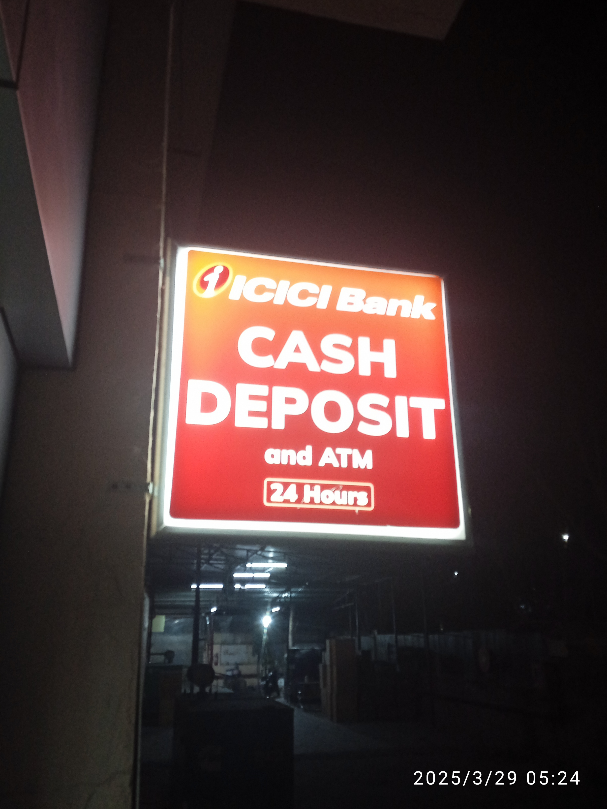 i ICICI Bank
CASH
DEPOSIT
and ATM
24 Hours
2025/3/29 05:24